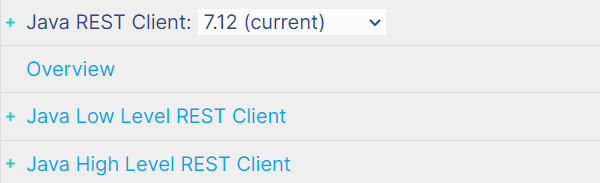 + Java REST Client: 7.12 (current)
Overview
+ Java Low Level REST Client
+ Java High Level REST Client